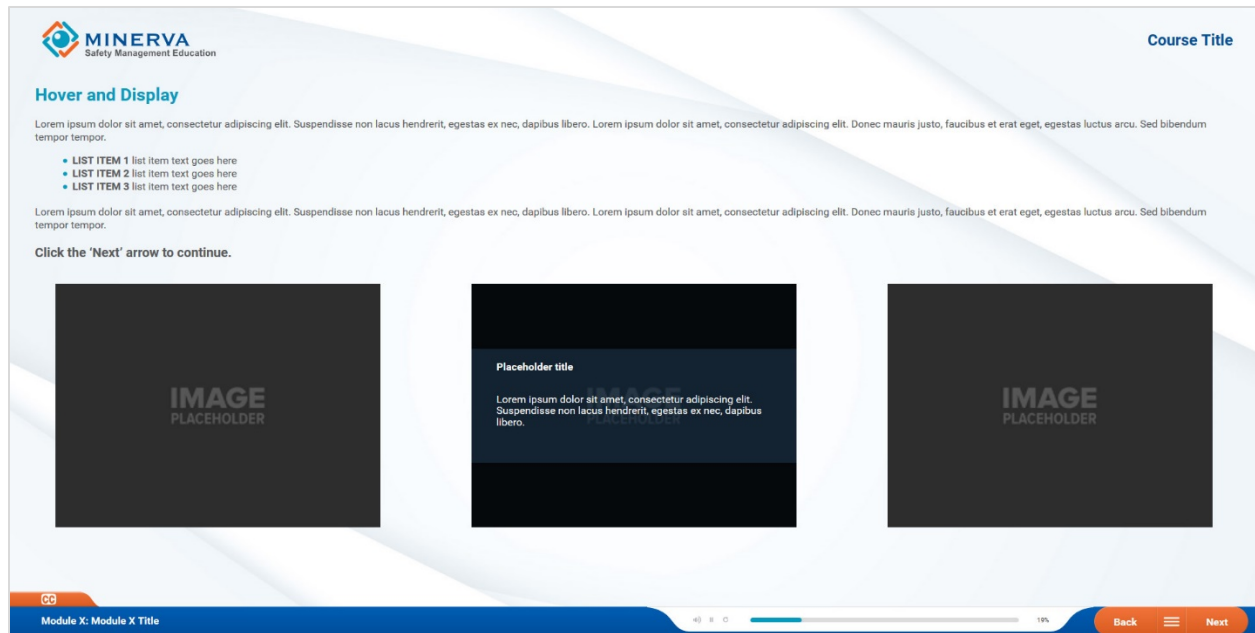 MINERVA
Safety Management Education
Course Title
Hover and Display
Lorem ipsum dolor sit amet, consectetur adipiscing elit. Suspendisse non lacus hendrerit, egestas ex nec, dapibus libero. Lorem ipsum dolor sit amet, consectetur adipiscing elit. Donec mauris justo, faucibus et erat eget, egestas luctus arcu. Sed bibendum
tempor tempor.
• LIST ITEM 1 list item text goes here
• LIST ITEM 2 list item text goes here
• LIST ITEM 3 list item text goes here
Lorem ipsum dolor sit amet, consectetur adipiscing elit. Suspendisse non lacus hendrerit, egestas ex nec, dapibus libero. Lorem ipsum dolor sit amet, consectetur adipiscing elit. Donec mauris justo, faucibus et erat eget, egestas luctus arcu. Sed bibendum
tempor tempor.
Click the ‘Next’ arrow to continue.
IMAGE
PLACEHOLDER
Placeholder title
Lorem ipsum dolor sit amet, consectetur adipiscing elit.
Suspendisse non lacus hendrerit, egestas ex nec, dapibus
libero.
IMAGE
PLACEHOLDER
IMAGE
PLACEHOLDER
CC
Module X: Module X Title
19%
Back
Next